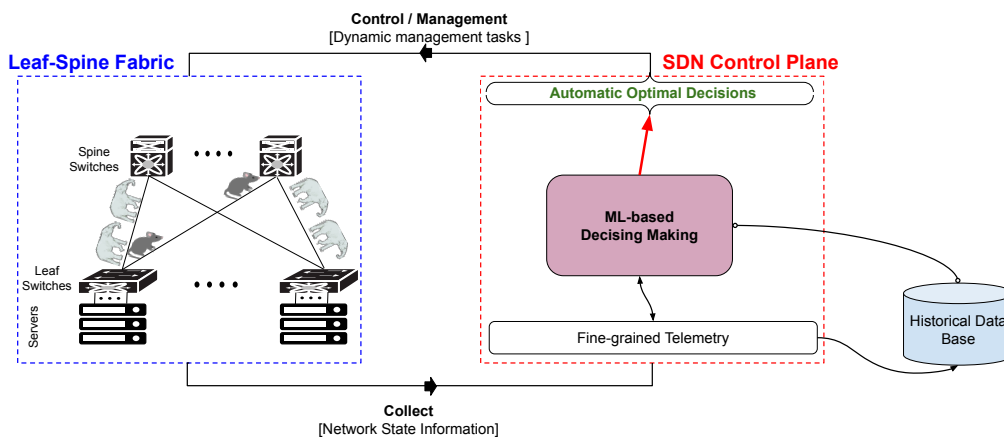 Control / Management
[Dynamic management tasks ]
Leaf-Spine Fabric
SDN Control Plane
Automatic Optimal Decisions
Spine
Switches
ML-based
Decising Making
Leaf
Switches
Servers
Historical Data
Base
Fine-grained Telemetry
Collect
[Network State Information]